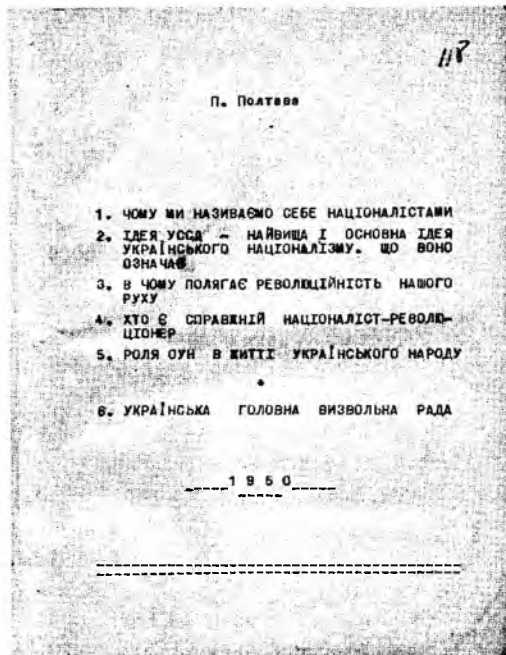 118
П. Полтава
1. ЧОМУ МИ НАЗИВАЄМО СЕБЕ НАЦІОНАЛІСТАМИ
2. ІДЕЯ УССД – НАЙВИЩА І ОСНОВНА ІДЕЯ
УКРАЇНСЬКОГО НАЦІОНАЛІЗМУ. ЩО ВОНО
ОЗНАЧАЄ
3. В ЧОМУ ПОЛЯГАЄ РЕВОЛЮЦІЙНІСТЬ НАШОГО
РУХУ
4. ХТО Є СПРАВЖНІЙ НАЦІОНАЛІСТ-РЕВОЛЮ-
ЦІОНЕР
5. РОЛЯ ОУН В ЖИТТІ УКРАЇНСЬКОГО НАРОДУ
*
6. УКРАЇНСЬКА ГОЛОВНА ВИЗВОЛЬНА РАДА
1950